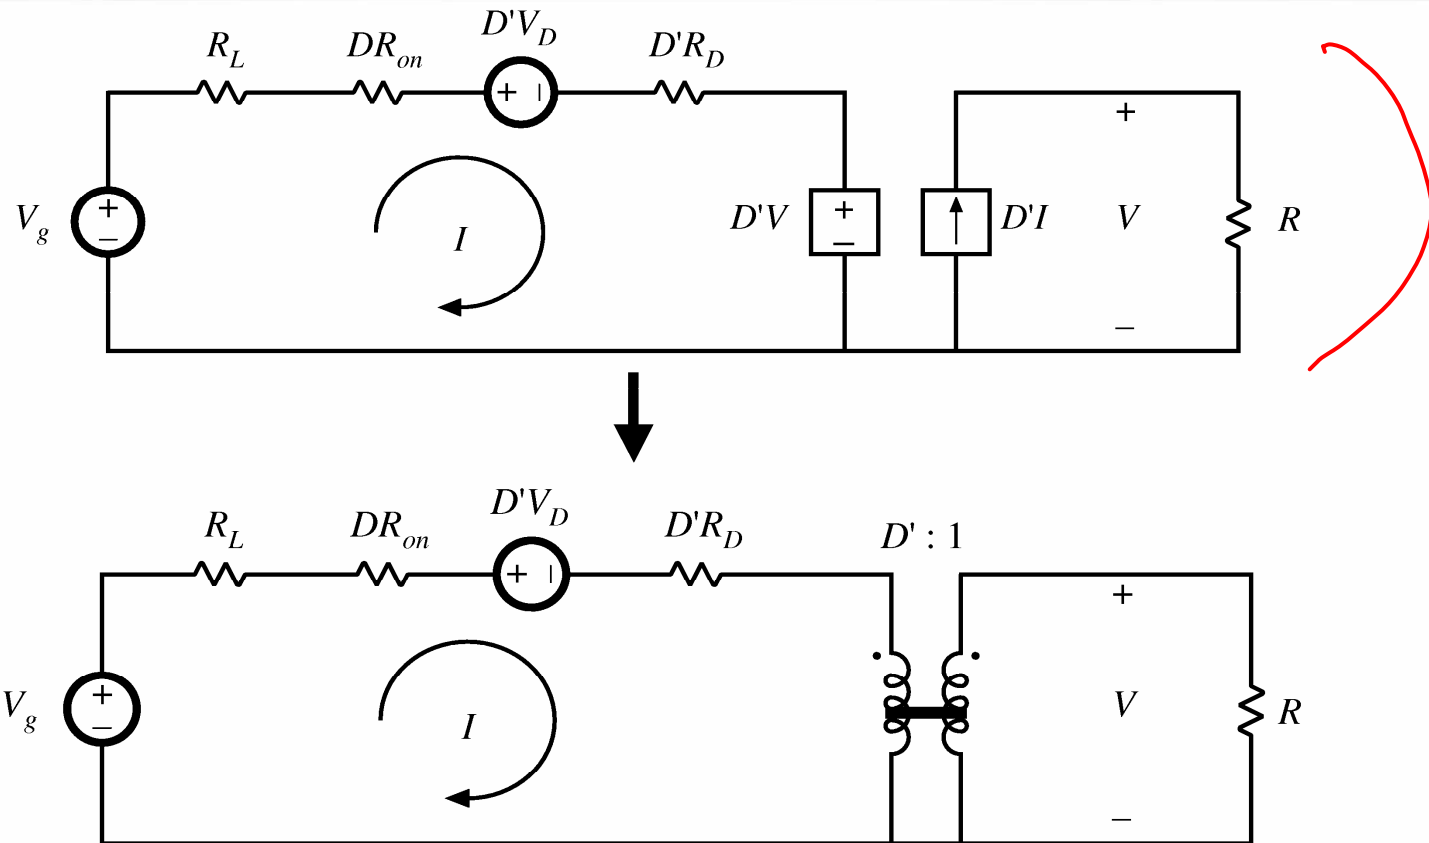 R_L DR_on D'V_D D'R_D
V_g + − I D'V + − D'I + V − R
R_L DR_on D'V_D D'R_D D' : 1
V_g + − I + V − R